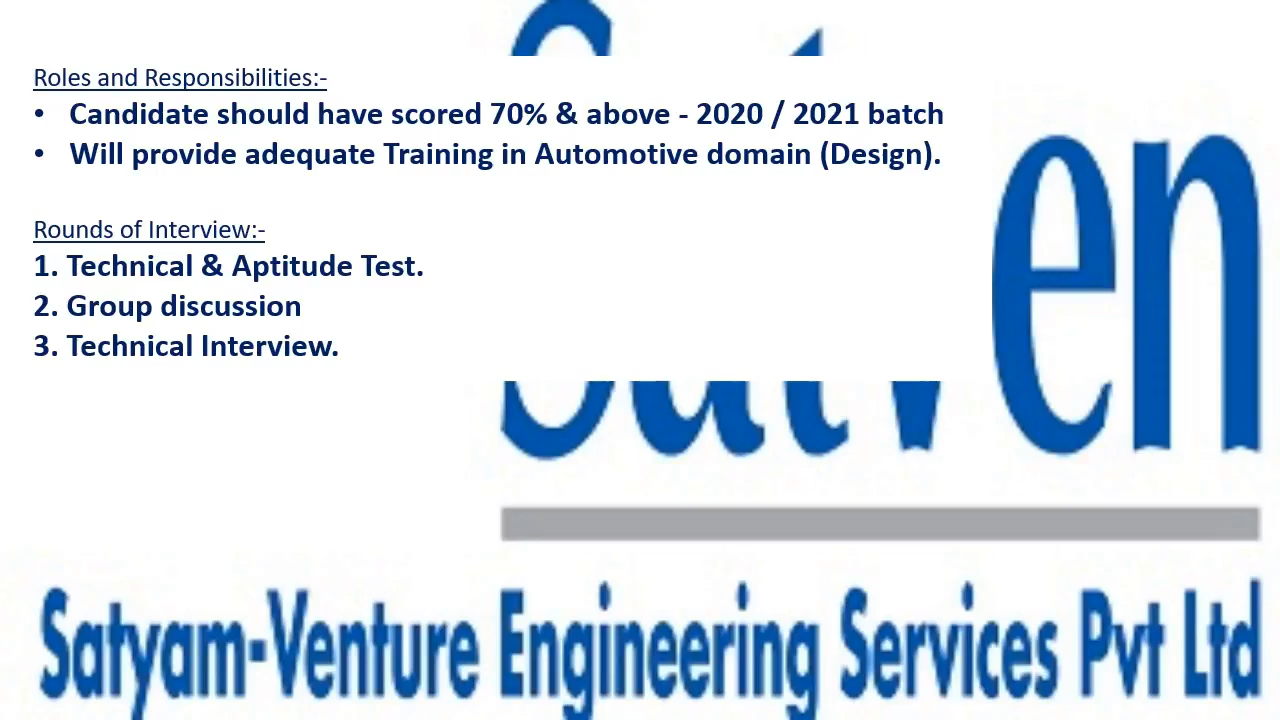 Roles and Responsibilities:-
• Candidate should have scored 70% & above - 2020 / 2021 batch
• Will provide adequate Training in Automotive domain (Design).
Rounds of Interview:-
1. Technical & Aptitude Test.
2. Group discussion
3. Technical Interview.
Satven
Satyam-Venture Engineering Services Pvt Ltd